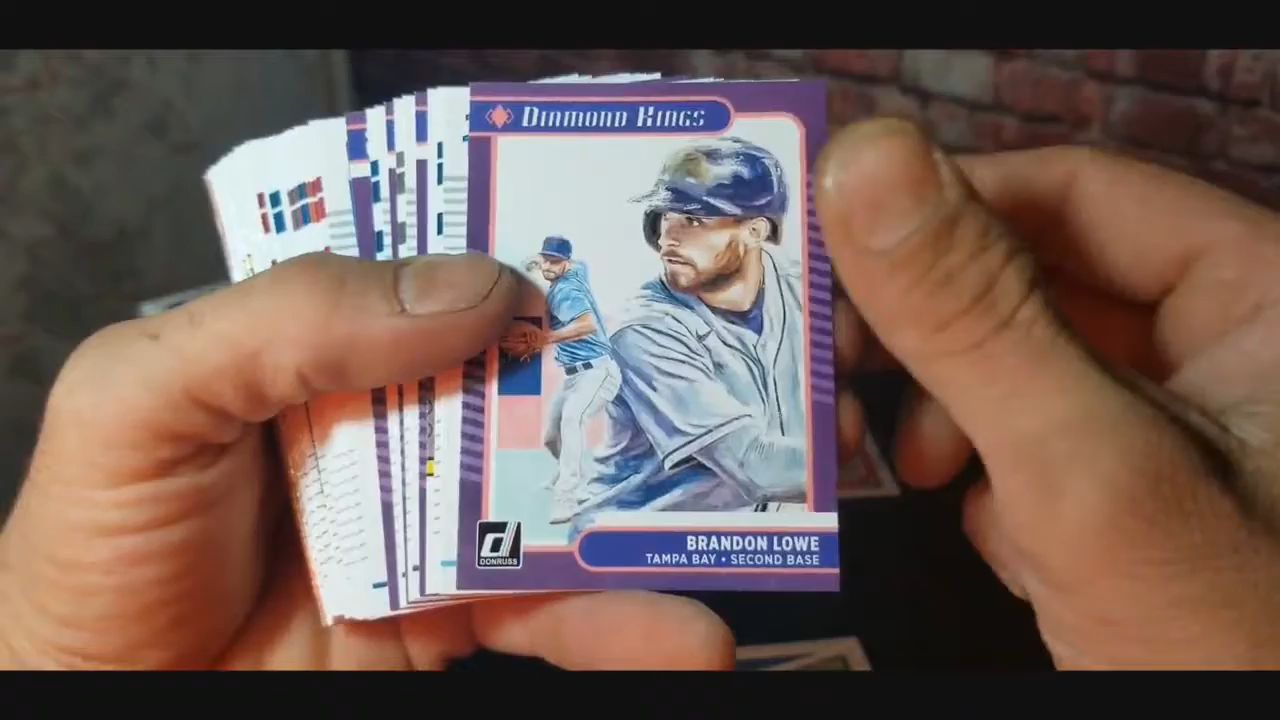 DIAMOND KINGS
BRANDON LOWE
TAMPA BAY • SECOND BASE
d
DONRUSS